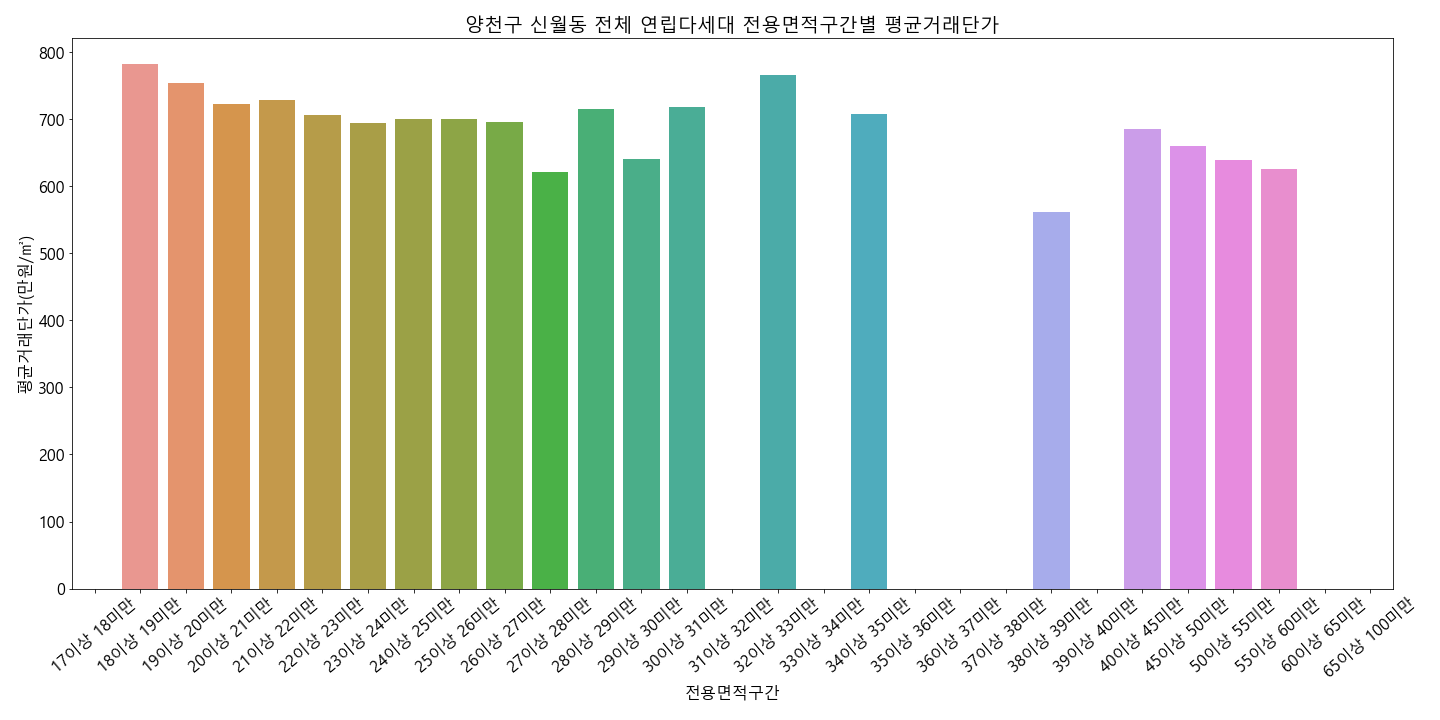 양천구 신월동 전체 연립다세대 전용면적구간별 평균거래단가
800
700
600
500
400
300
200
100
0
평균거래단가(만원/㎡)
17이상 18미만
18이상 19미만
19이상 20미만
20이상 21미만
21이상 22미만
22이상 23미만
23이상 24미만
24이상 25미만
25이상 26미만
26이상 27미만
27이상 28미만
28이상 29미만
29이상 30미만
30이상 31미만
31이상 32미만
32이상 33미만
33이상 34미만
34이상 35미만
35이상 36미만
36이상 37미만
37이상 38미만
38이상 39미만
39이상 40미만
40이상 45미만
45이상 50미만
50이상 55미만
55이상 60미만
60이상 65미만
65이상 100미만
전용면적구간